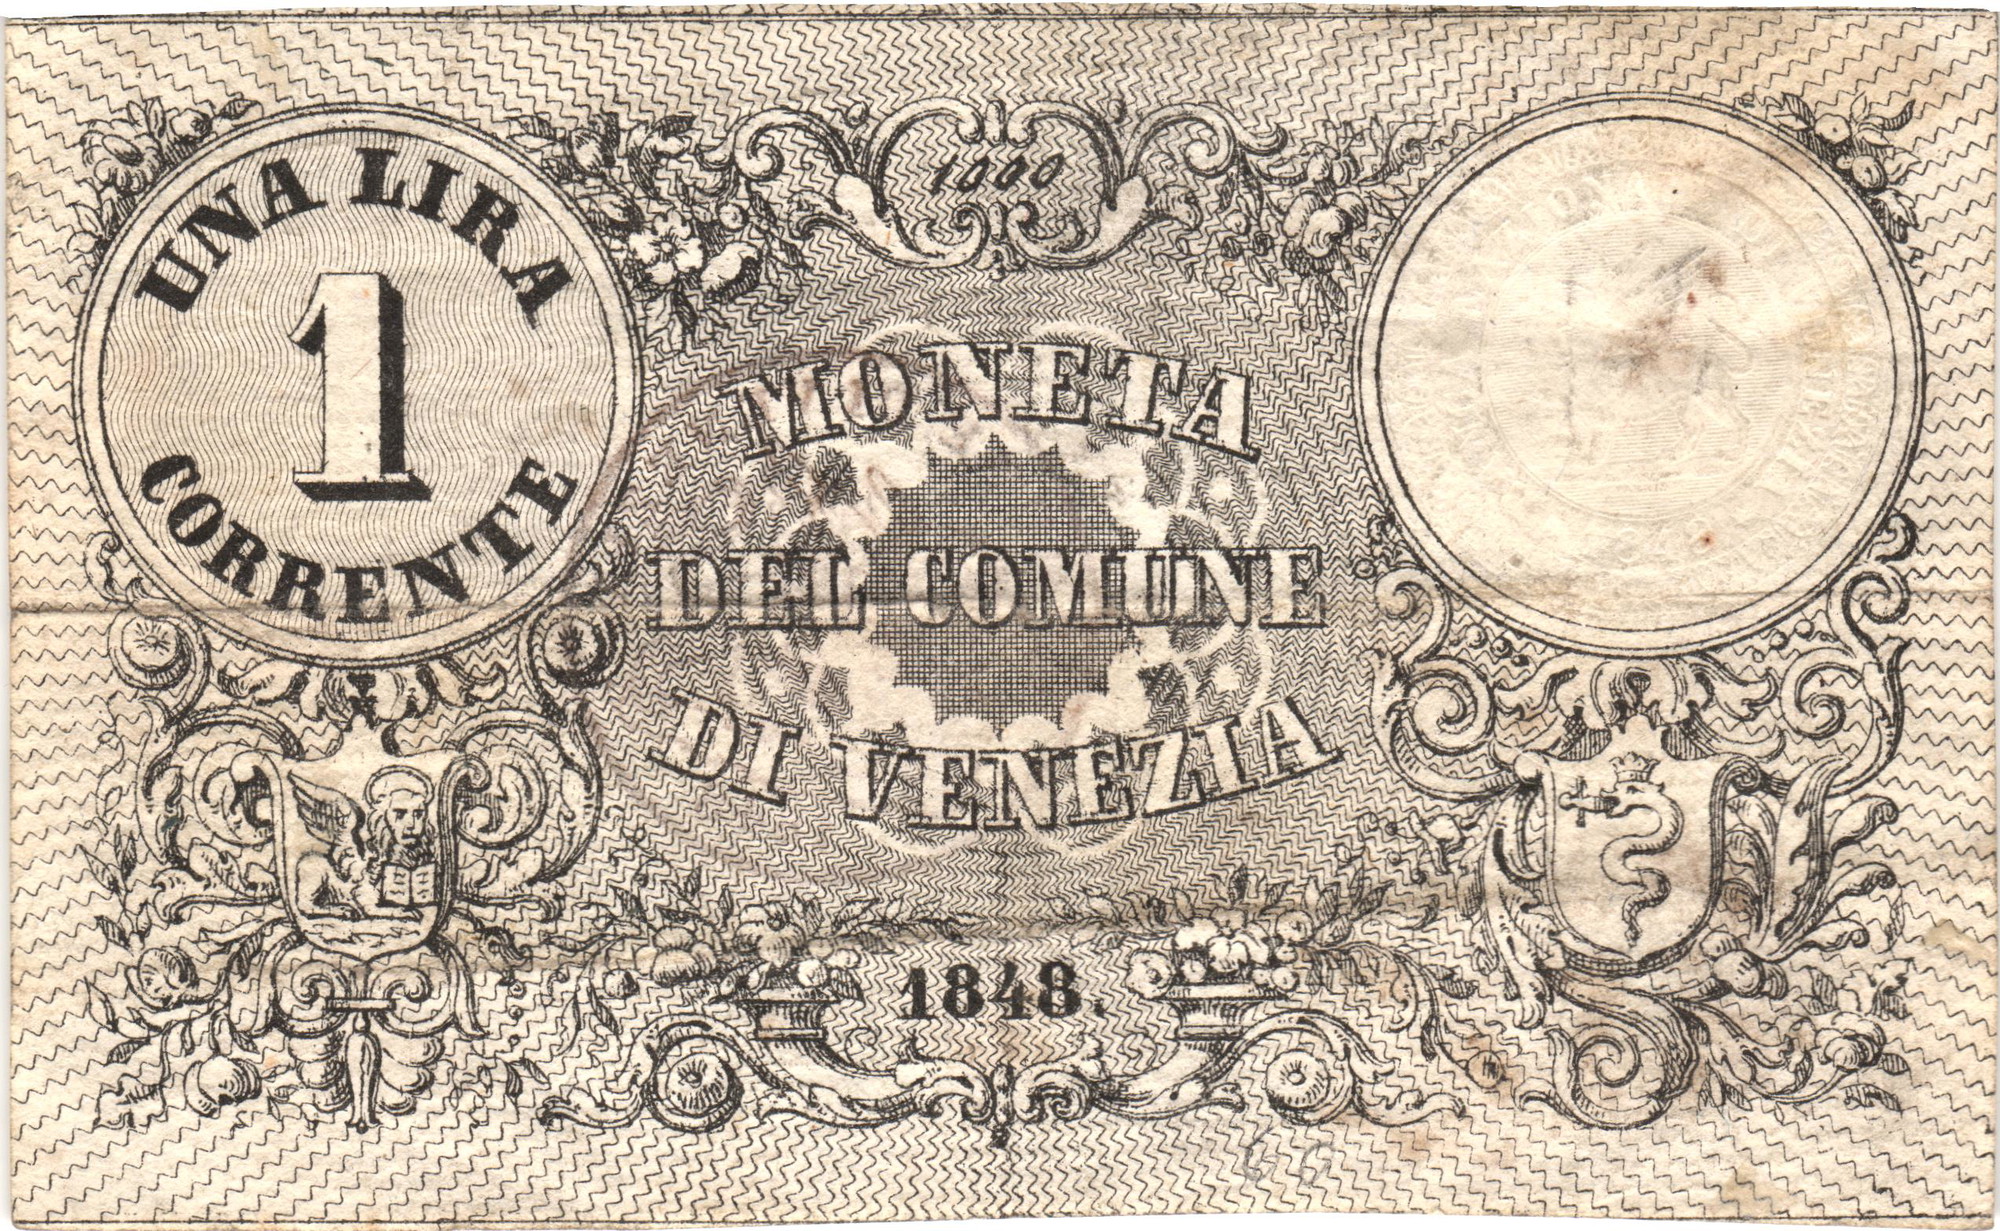 UNA LIRA
1
CORRENTE
1000
MONETA
DEL COMUNE
DI VENEZIA
1848.